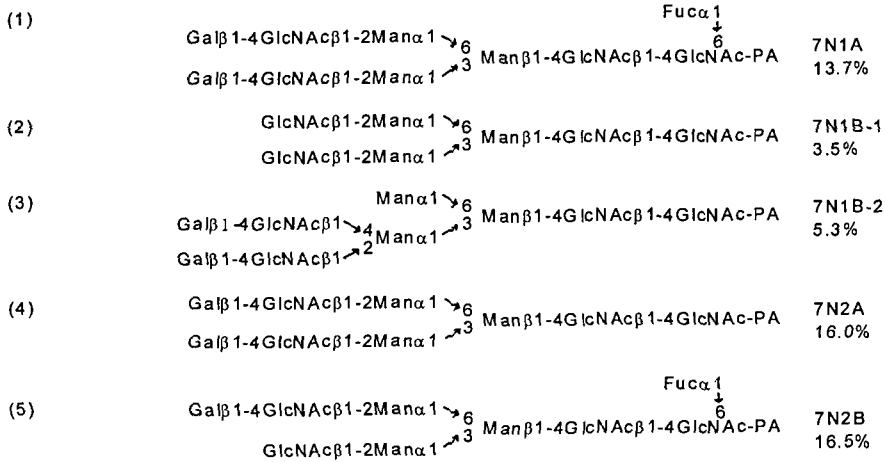 Fucα1
(1)
Galβ1-4GlcNAcβ1-2Manα1↘ 6 ↓ 6 7N1A
Manβ1-4GlcNAcβ1-4GlcNAc-PA
Galβ1-4GlcNAcβ1-2Manα1↗ 3 13.7%
(2)
GlcNAcβ1-2Manα1↘ 6 7N1B-1
Manβ1-4GlcNAcβ1-4GlcNAc-PA
GlcNAcβ1-2Manα1↗ 3 3.5%
(3)
Manα1↘ 6 7N1B-2
Manβ1-4GlcNAcβ1-4GlcNAc-PA
Galβ1-4GlcNAcβ1↘ 4 Manα1↗ 3 5.3%
Galβ1-4GlcNAcβ1↗ 2
(4)
Galβ1-4GlcNAcβ1-2Manα1↘ 6 7N2A
Manβ1-4GlcNAcβ1-4GlcNAc-PA
Galβ1-4GlcNAcβ1-2Manα1↗ 3 16.0%
Fucα1
(5)
Galβ1-4GlcNAcβ1-2Manα1↘ 6 ↓ 6 7N2B
Manβ1-4GlcNAcβ1-4GlcNAc-PA
GlcNAcβ1-2Manα1↗ 3 16.5%